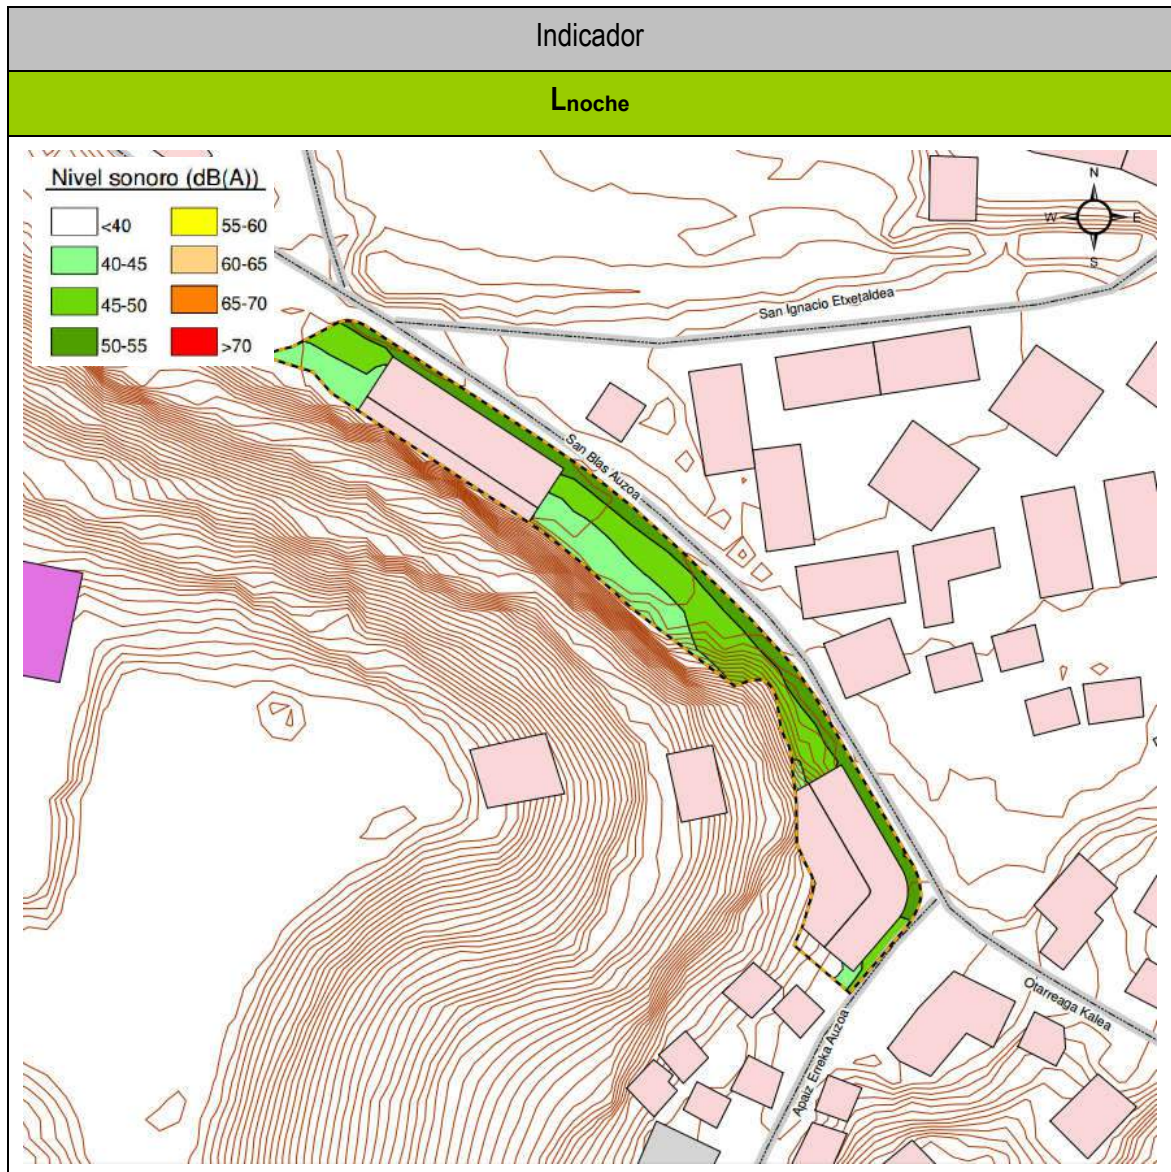 Indicador
Lnoche
Nivel sonoro (dB(A))
<40
55-60
40-45
60-65
45-50
65-70
50-55
>70
N
W
E
S
San Ignacio Etxetaldea
San Blas Auzoa
Otarreaga Kalea
Apaiz Erreka Auzoa